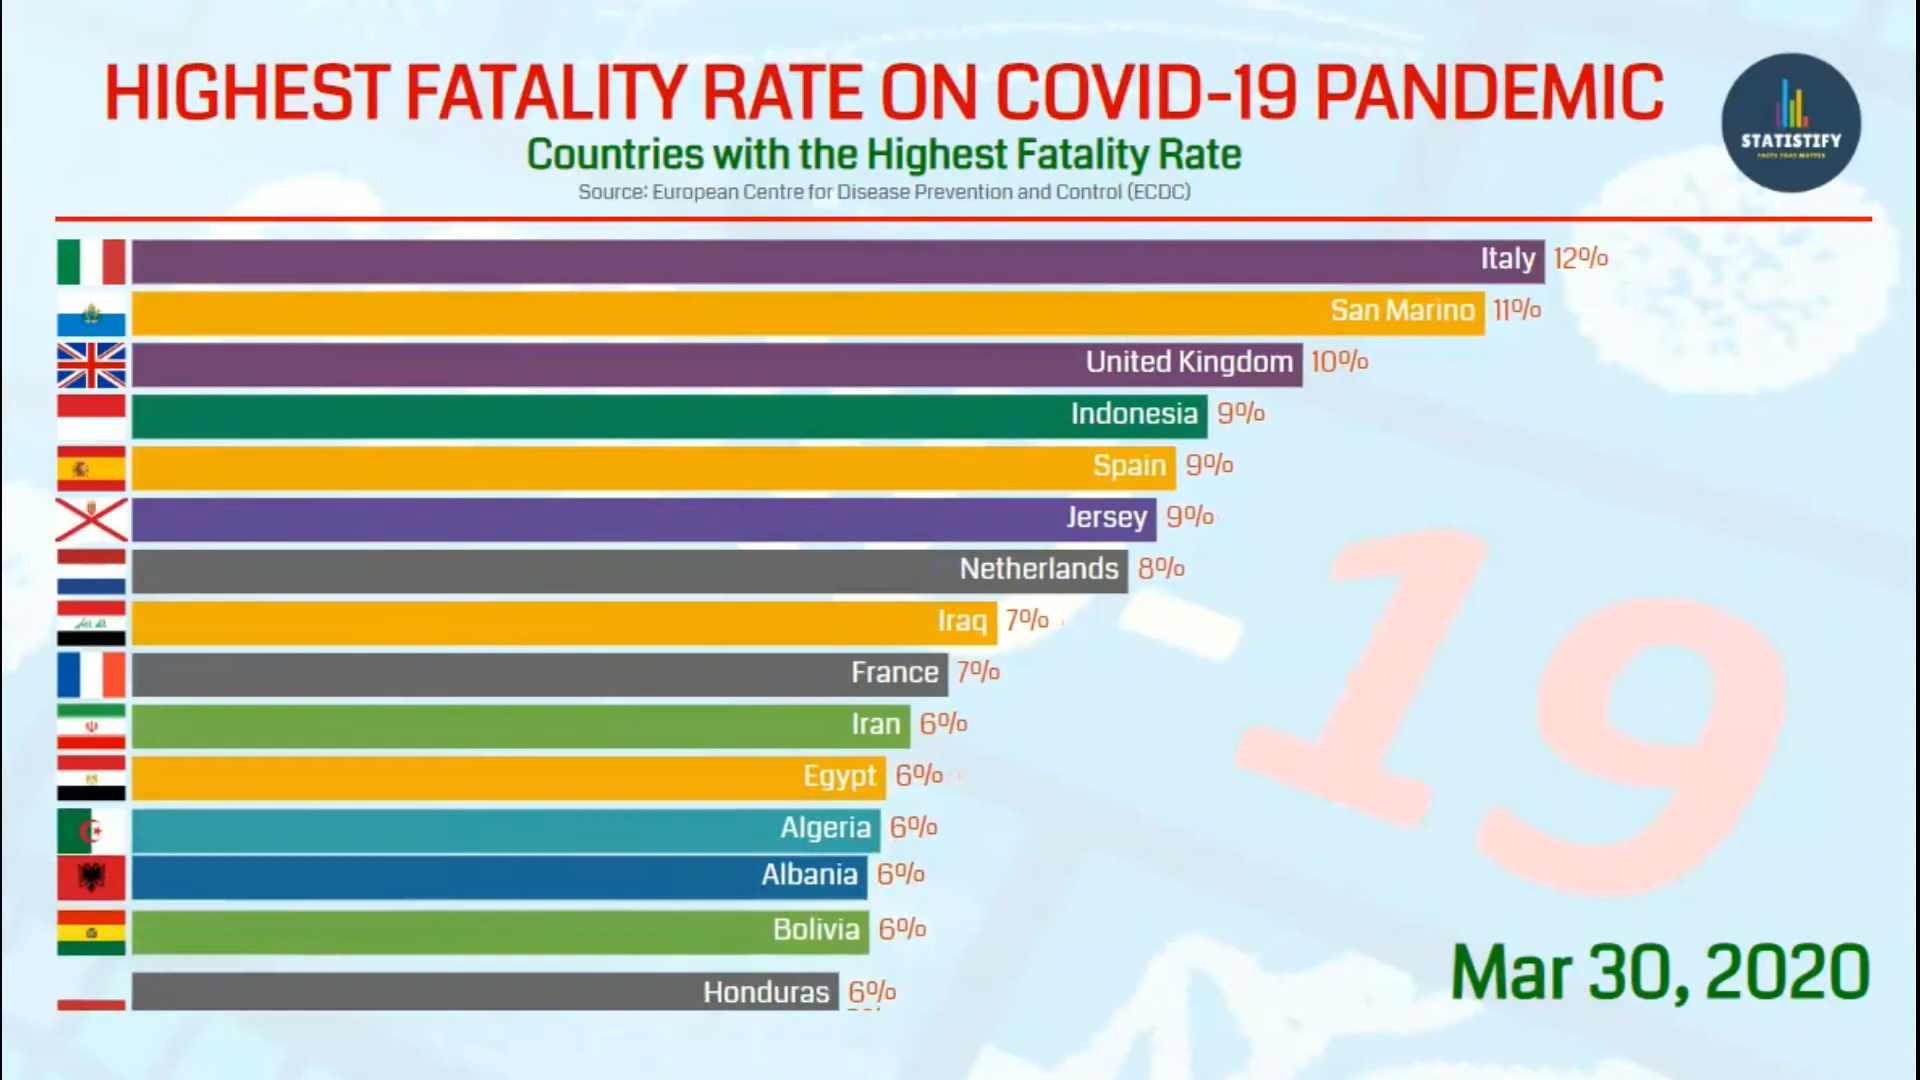 HIGHEST FATALITY RATE ON COVID-19 PANDEMIC
Countries with the Highest Fatality Rate
Source: European Centre for Disease Prevention and Control (ECDC)
STATISTIFY
FACTS THAT MATTER
Italy 12%
San Marino 11%
United Kingdom 10%
Indonesia 9%
Spain 9%
Jersey 9%
Netherlands 8%
Iraq 7%
France 7%
Iran 6%
Egypt 6%
Algeria 6%
Albania 6%
Bolivia 6%
Honduras 6%
19
Mar 30, 2020